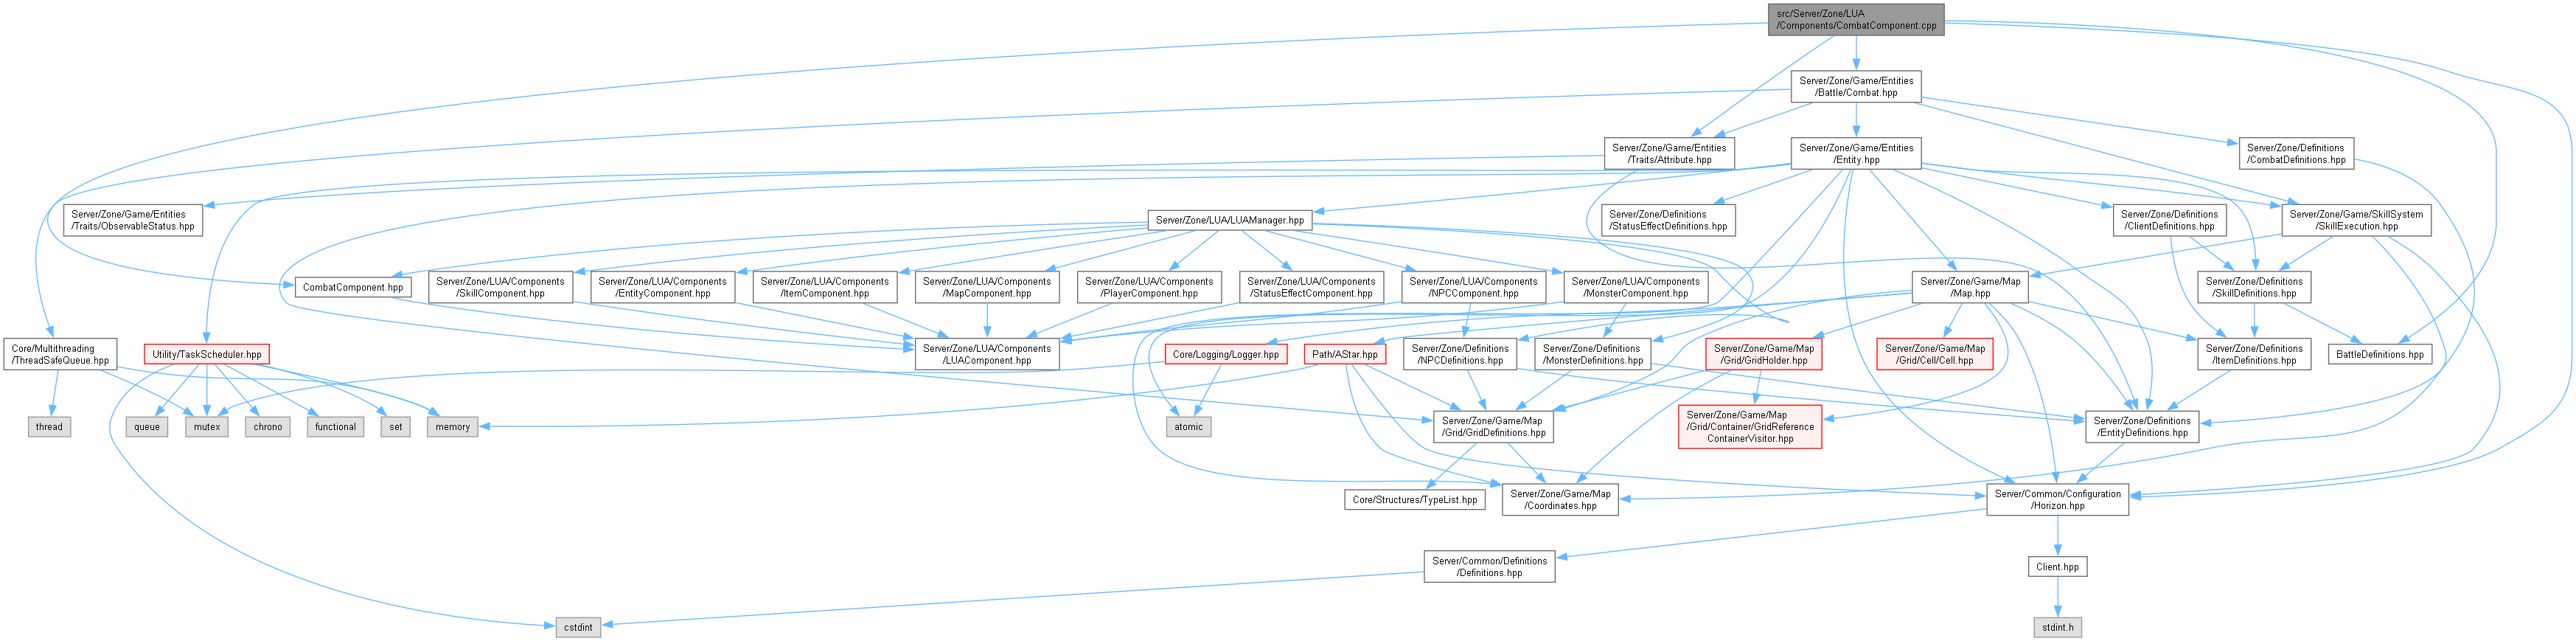 src/Server/Zone/LUA
/Components/CombatComponent.cpp
Server/Zone/Game/Entities
/Battle/Combat.hpp
Server/Zone/Game/Entities
/Traits/Attribute.hpp
Server/Zone/Game/Entities
/Entity.hpp
Server/Zone/Definitions
/CombatDefinitions.hpp
Server/Zone/Game/Entities
/Traits/ObservableStatus.hpp
Server/Zone/LUA/LUAManager.hpp
Server/Zone/Definitions
/StatusEffectDefinitions.hpp
Server/Zone/Definitions
/ClientDefinitions.hpp
Server/Zone/Game/SkillSystem
/SkillExecution.hpp
CombatComponent.hpp
Server/Zone/LUA/Components
/SkillComponent.hpp
Server/Zone/LUA/Components
/EntityComponent.hpp
Server/Zone/LUA/Components
/ItemComponent.hpp
Server/Zone/LUA/Components
/MapComponent.hpp
Server/Zone/LUA/Components
/PlayerComponent.hpp
Server/Zone/LUA/Components
/StatusEffectComponent.hpp
Server/Zone/LUA/Components
/NPCComponent.hpp
Server/Zone/LUA/Components
/MonsterComponent.hpp
Server/Zone/Game/Map
/Map.hpp
Server/Zone/Definitions
/SkillDefinitions.hpp
Core/Multithreading
/ThreadSafeQueue.hpp
Utility/TaskScheduler.hpp
Server/Zone/LUA/Components
/LUAComponent.hpp
Core/Logging/Logger.hpp
Path/AStar.hpp
Server/Zone/Definitions
/NPCDefinitions.hpp
Server/Zone/Definitions
/MonsterDefinitions.hpp
Server/Zone/Game/Map
/Grid/GridHolder.hpp
Server/Zone/Game/Map
/Grid/Cell/Cell.hpp
Server/Zone/Definitions
/ItemDefinitions.hpp
BattleDefinitions.hpp
thread
queue
mutex
chrono
functional
set
memory
atomic
Server/Zone/Game/Map
/Grid/GridDefinitions.hpp
Server/Zone/Game/Map
/Grid/Container/GridReference
ContainerVisitor.hpp
Server/Zone/Definitions
/EntityDefinitions.hpp
Core/Structures/TypeList.hpp
Server/Zone/Game/Map
/Coordinates.hpp
Server/Common/Configuration
/Horizon.hpp
Server/Common/Definitions
/Definitions.hpp
Client.hpp
cstdint
stdint.h